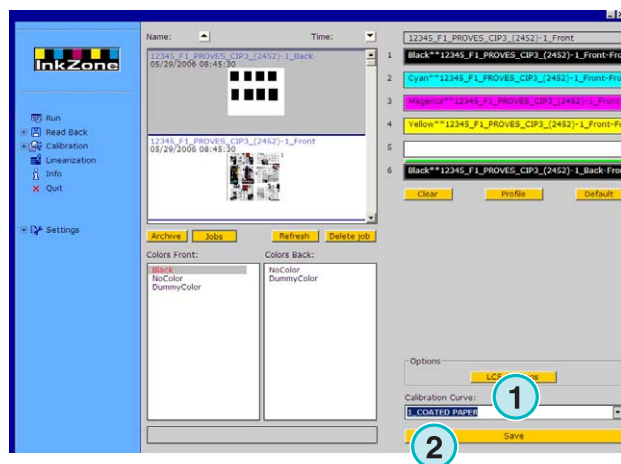 InkZone
Run
Read Back
Calibration
Linearization
Info
Quit
Settings
Name:
Time:
12345_F1_PROVES_CIP3_(2452)-1_Back
05/29/2006 08:45:30
12345_F1_PROVES_CIP3_(2452)-1_Front
05/29/2006 08:45:30
Archive
Jobs
Refresh
Delete job
Colors Front:
Black
NoColor
DummyColor
Colors Back:
NoColor
DummyColor
12345_F1_PROVES_CIP3_(2452)-1_Front
1 Black**12345_F1_PROVES_CIP3_(2452)-1_Front-Fro
2 Cyan**12345_F1_PROVES_CIP3_(2452)-1_Front-Fro
3 Magenta**12345_F1_PROVES_CIP3_(2452)-1_Front
4 Yellow**12345_F1_PROVES_CIP3_(2452)-1_Front-F
5
6 Black**12345_F1_PROVES_CIP3_(2452)-1_Back-Fro
Clear
Profile
Default
Options
LCS
Calibration Curve:
1
1_COATED PAPER
Save
2